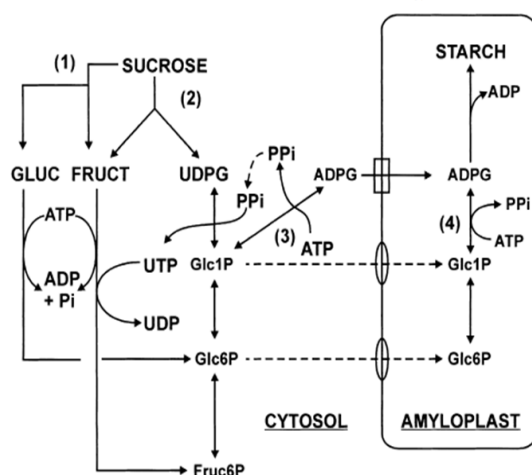 (1)
SUCROSE
(2)
STARCH
ADP
GLUC FRUCT UDPG
PPi
ADPG
ADPG
PPi
PPi
ATP
(3)
ATP
(4)
ATP
UTP
Glc1P
Glc1P
ADP
+ Pi
UDP
Glc6P
Glc6P
CYTOSOL
AMYLOPLAST
Fruc6P